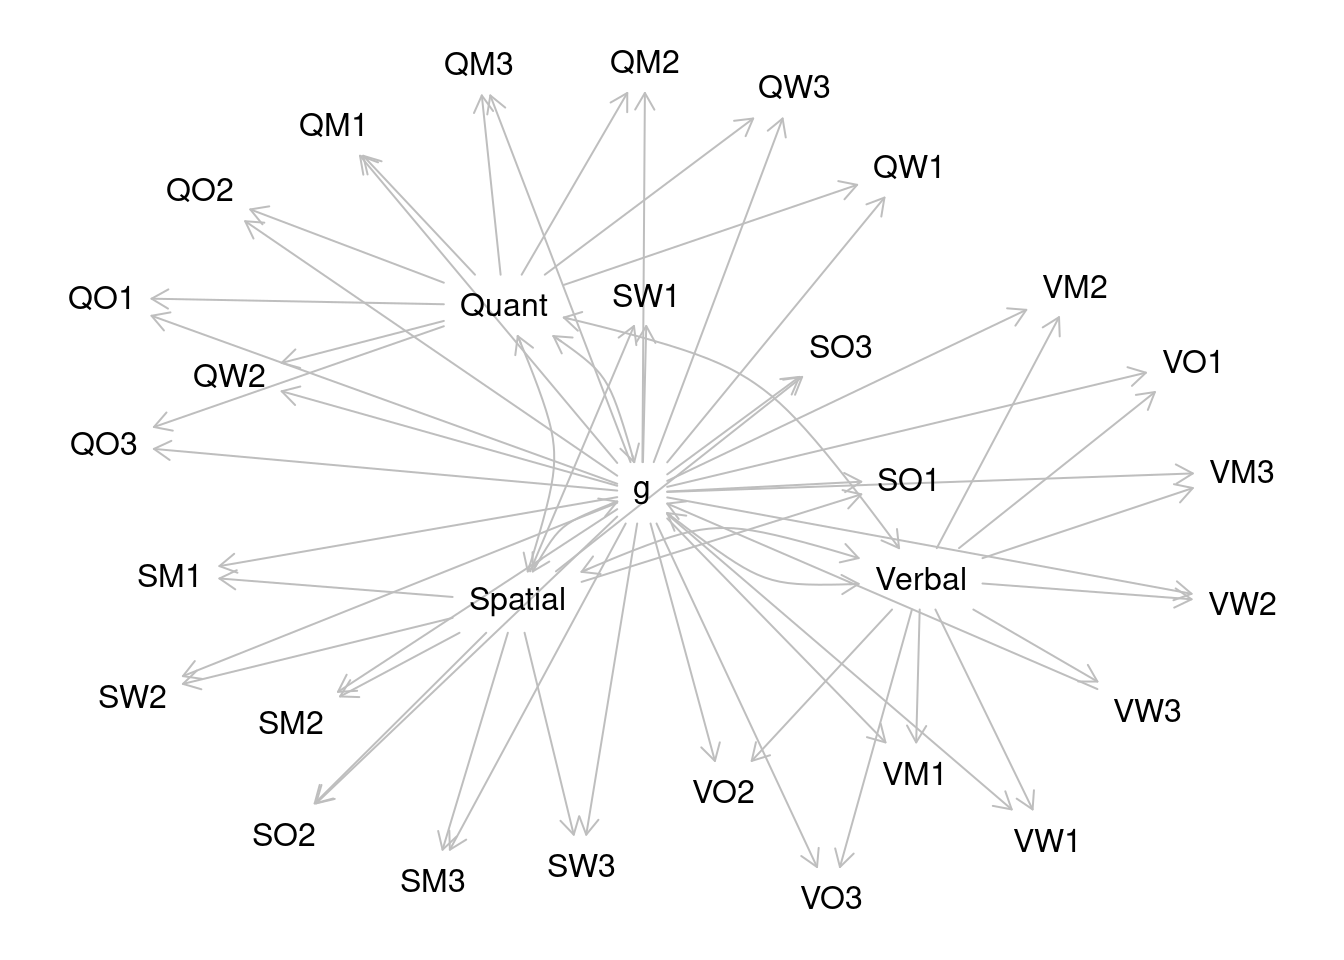 QM3
QM2
QW3
QM1
QW1
QO2
VM2
QO1
Quant
SW1
SO3
VO1
QW2
QO3
g
SO1
VM3
SM1
Spatial
Verbal
VW2
SW2
SM2
VW3
VO2
VM1
SO2
VW1
SM3
SW3
VO3